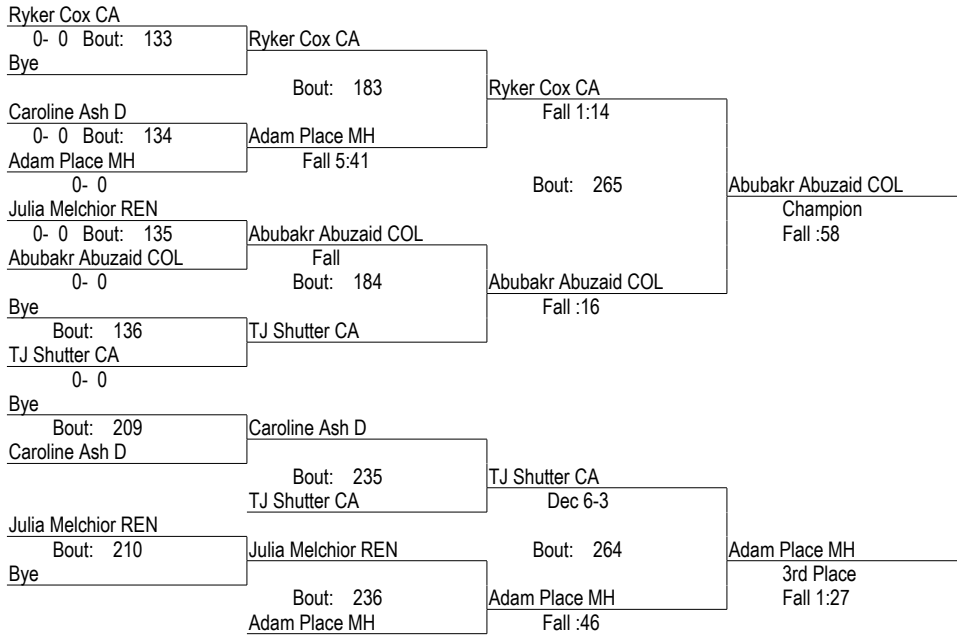 Ryker Cox CA
0- 0 Bout: 133
Ryker Cox CA
Bye
Bout: 183
Ryker Cox CA
Caroline Ash D
Fall 1:14
0- 0 Bout: 134
Adam Place MH
Adam Place MH
Fall 5:41
0- 0
Bout: 265
Abubakr Abuzaid COL
Julia Melchior REN
Champion
0- 0 Bout: 135
Abubakr Abuzaid COL
Fall :58
Abubakr Abuzaid COL
Fall
0- 0
Bout: 184
Abubakr Abuzaid COL
Bye
Fall :16
Bout: 136
TJ Shutter CA
TJ Shutter CA
0- 0
Bye
Bout: 209
Caroline Ash D
Caroline Ash D
Bout: 235
TJ Shutter CA
TJ Shutter CA
Dec 6-3
Julia Melchior REN
Bout: 210
Julia Melchior REN
Bout: 264
Adam Place MH
Bye
3rd Place
Bout: 236
Adam Place MH
Fall 1:27
Adam Place MH
Fall :46